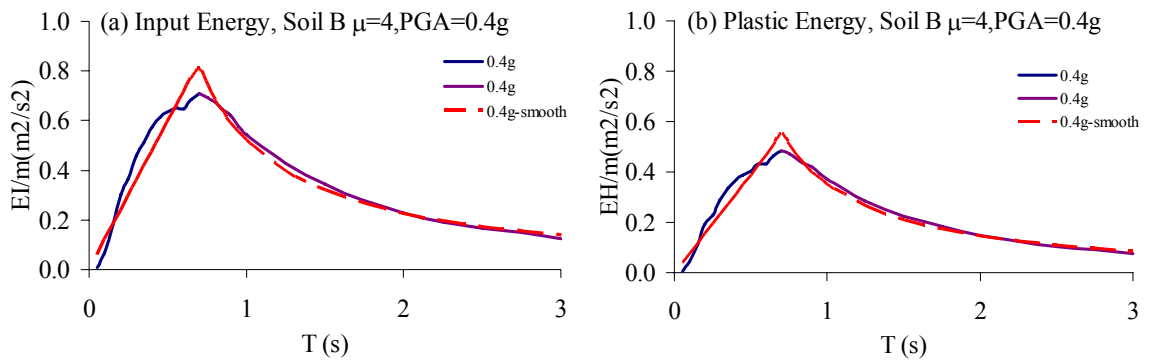 (a) Input Energy, Soil B μ=4,PGA=0.4g
EI/m(m2/s2)
1.0
0.8
0.6
0.4
0.2
0.0
0.4g
0.4g
0.4g-smooth
0
1
2
3
T (s)
(b) Plastic Energy, Soil B μ=4,PGA=0.4g
EH/m(m2/s2)
1.0
0.8
0.6
0.4
0.2
0.0
0.4g
0.4g
0.4g-smooth
0
1
2
3
T (s)